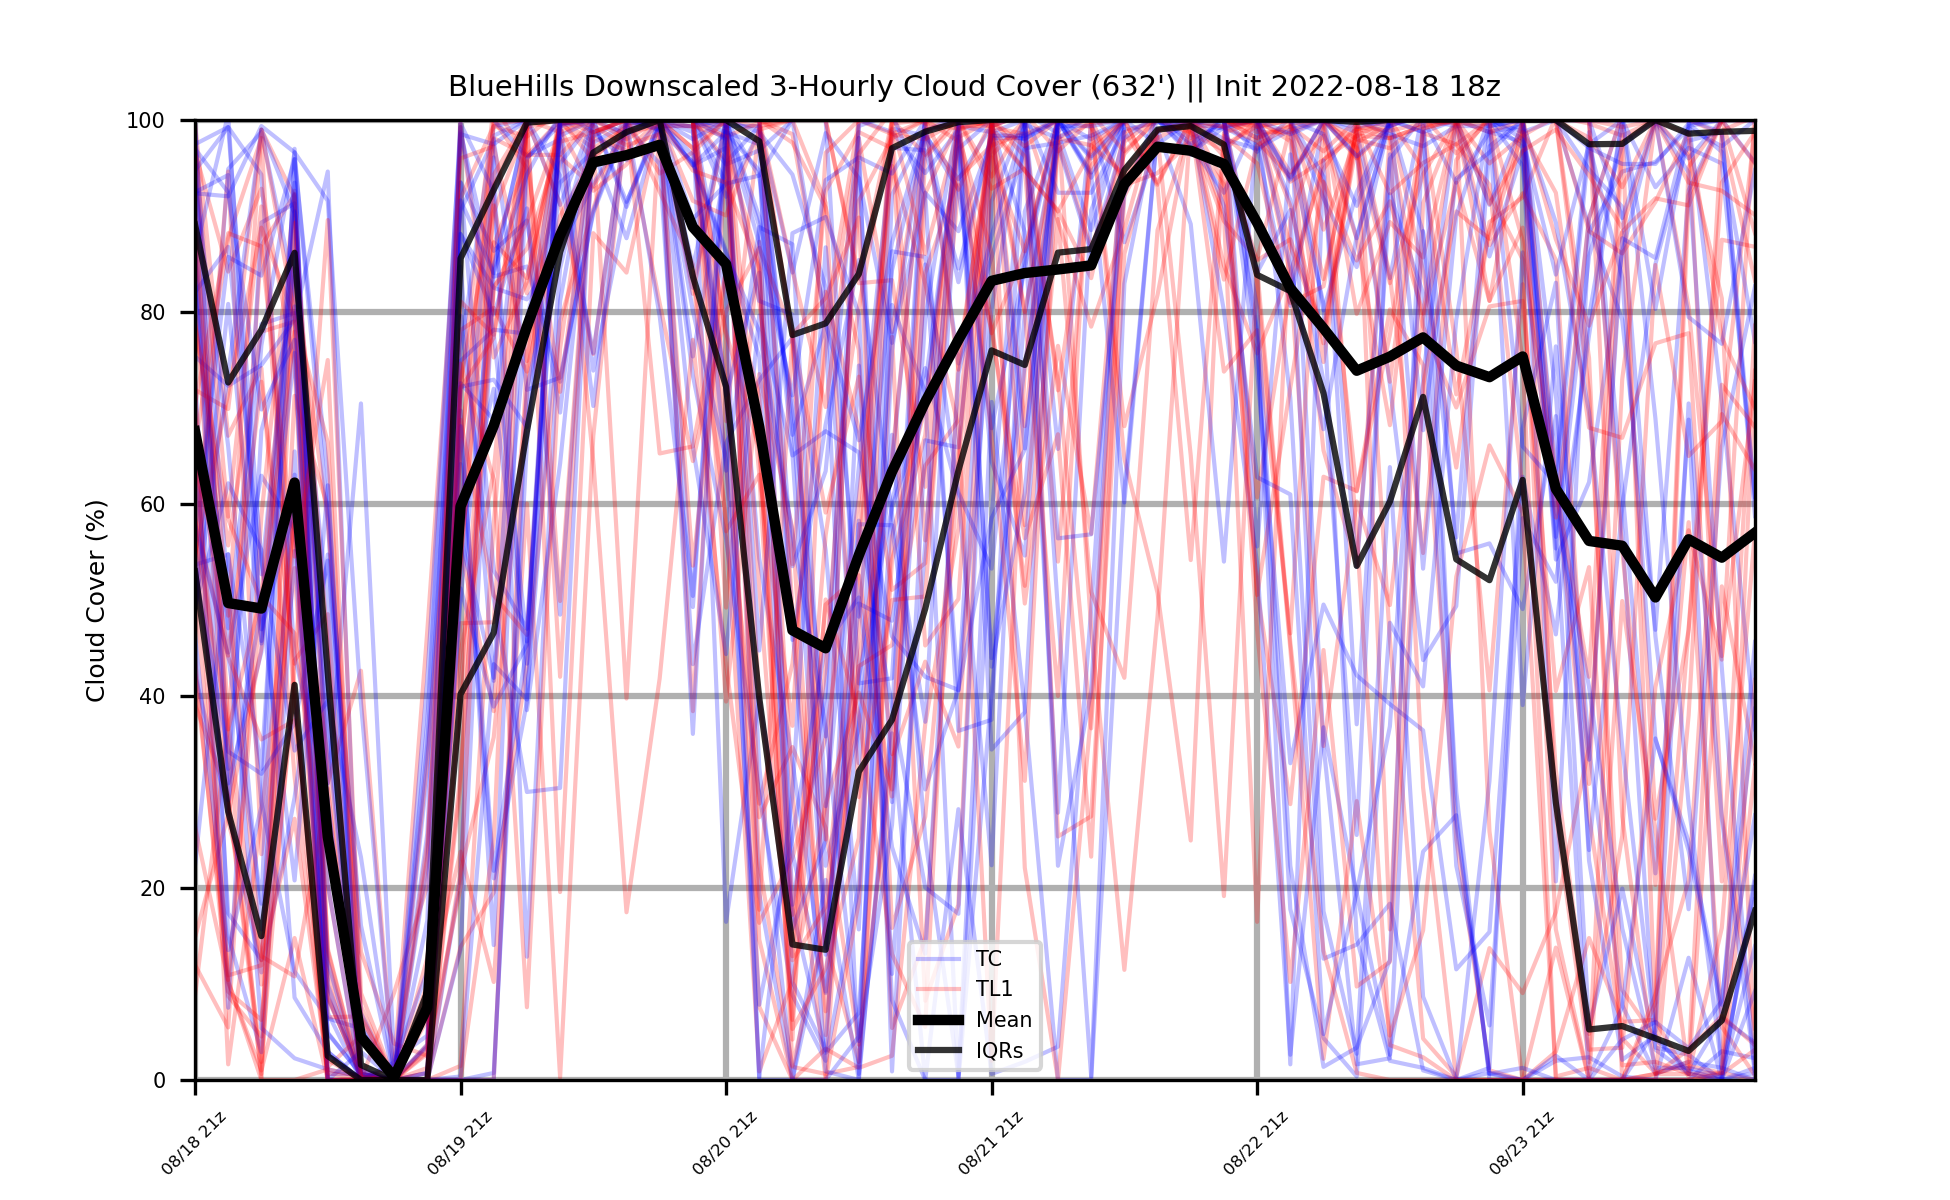 BlueHills Downscaled 3-Hourly Cloud Cover (632') || Init 2022-08-18 18z
Cloud Cover (%)
100
80
60
40
20
0
TC
TL1
Mean
IQRs
08/18 21z
08/19 21z
08/20 21z
08/21 21z
08/22 21z
08/23 21z